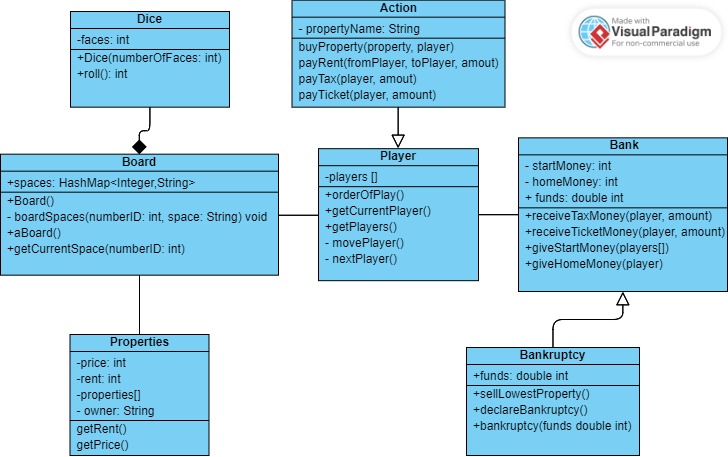 Dice
-faces: int
+Dice(numberOfFaces: int)
+roll(): int
Action
- propertyName: String
buyProperty(property, player)
payRent(fromPlayer, toPlayer, amout)
payTax(player, amout)
payTicket(player, amount)
Made with
Visual Paradigm
For non-commercial use
Board
+spaces: HashMap<Integer,String>
+Board()
- boardSpaces(numberID: int, space: String) void
+aBoard()
+getCurrentSpace(numberID: int)
Player
-players []
+orderOfPlay()
+getCurrentPlayer()
+getPlayers()
- movePlayer()
- nextPlayer()
Bank
- startMoney: int
- homeMoney: int
+ funds: double int
+receiveTaxMoney(player, amount)
+receiveTicketMoney(player, amount)
+giveStartMoney(players[])
+giveHomeMoney(player)
Properties
-price: int
-rent: int
-properties[]
- owner: String
getRent()
getPrice()
Bankruptcy
+funds: double int
+sellLowestProperty()
+declareBankruptcy()
+bankruptcy(funds double int)